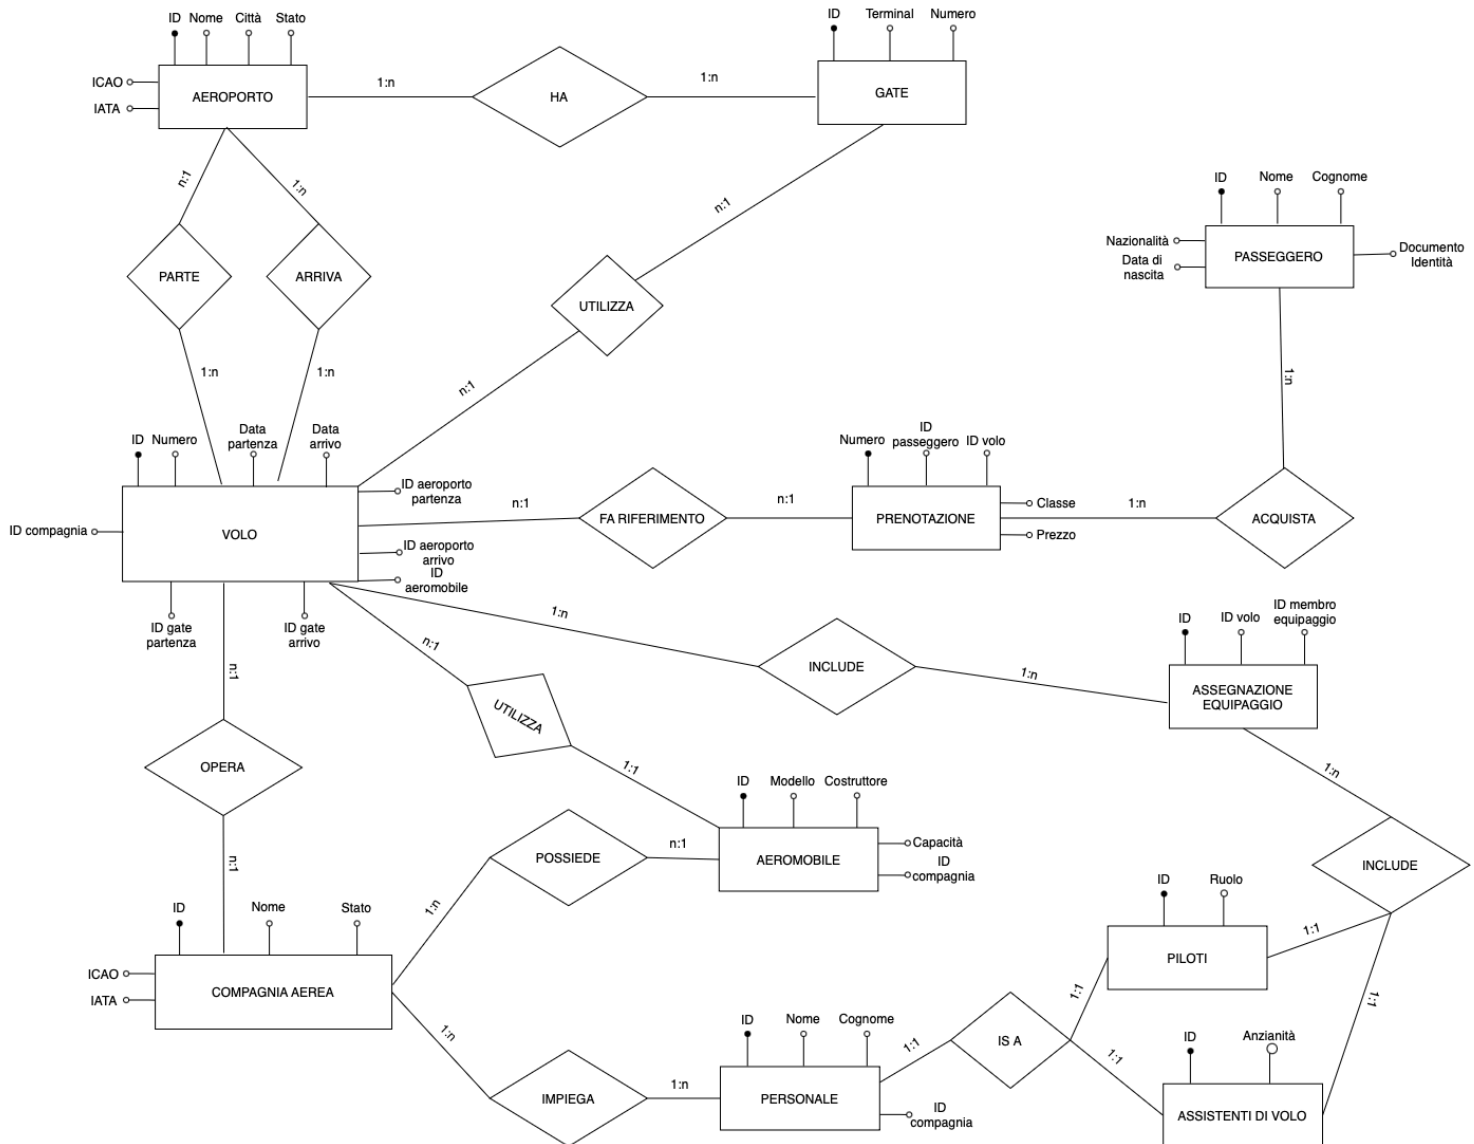 ID Nome Città Stato
ICAO
IATA
AEROPORTO
1:n
HA
1:n
ID Terminal Numero
GATE
n:1
1:n
PARTE
ARRIVA
1:n
1:n
n:1
UTILIZZA
n:1
ID Nome Cognome
Nazionalità
Data di
nascita
PASSEGGERO
Documento
Identità
1:n
ID Numero
Data
partenza
Data
arrivo
ID compagnia
VOLO
ID aeroporto
partenza
ID aeroporto
arrivo
ID
aeromobile
ID gate
partenza
ID gate
arrivo
n:1
FA RIFERIMENTO
n:1
Numero
ID
passeggero
ID volo
PRENOTAZIONE
Classe
Prezzo
1:n
ACQUISTA
1:n
INCLUDE
1:n
ID
ID volo
ID membro
equipaggio
ASSEGNAZIONE
EQUIPAGGIO
n:1
UTILIZZA
1:1
n:1
OPERA
n:1
ID Modello Costruttore
AEROMOBILE
Capacità
ID
compagnia
1:n
POSSIEDE
n:1
1:n
INCLUDE
1:1
1:1
ID Nome Stato
ICAO
IATA
COMPAGNIA AEREA
1:n
IMPIEGA
1:n
ID Nome Cognome
PERSONALE
ID
compagnia
1:1
IS A
1:1
1:1
ID Ruolo
PILOTI
ID Anzianità
ASSISTENTI DI VOLO